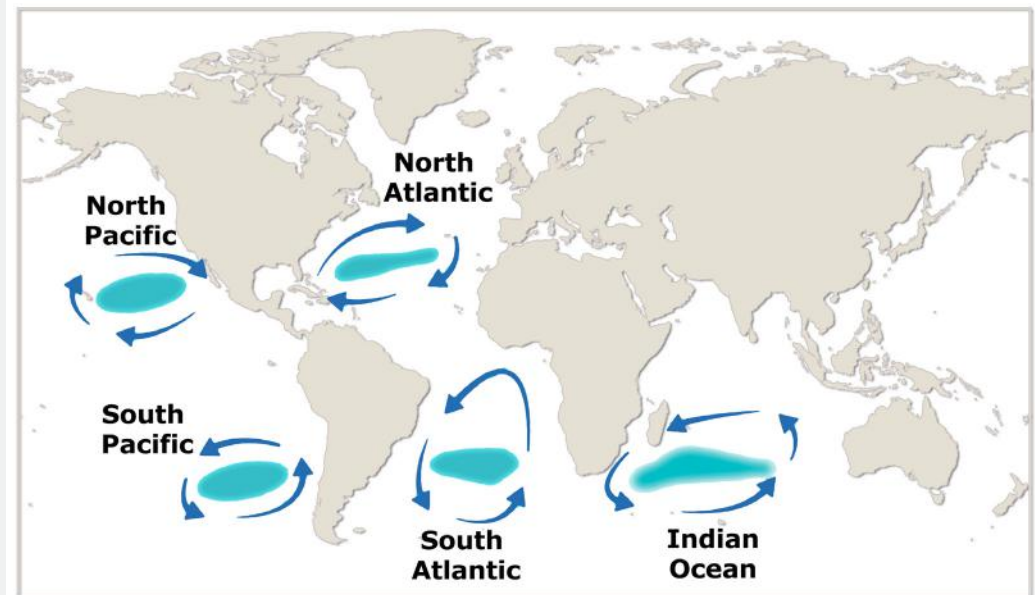 North
Atlantic
North
Pacific
South
Pacific
South
Atlantic
Indian
Ocean